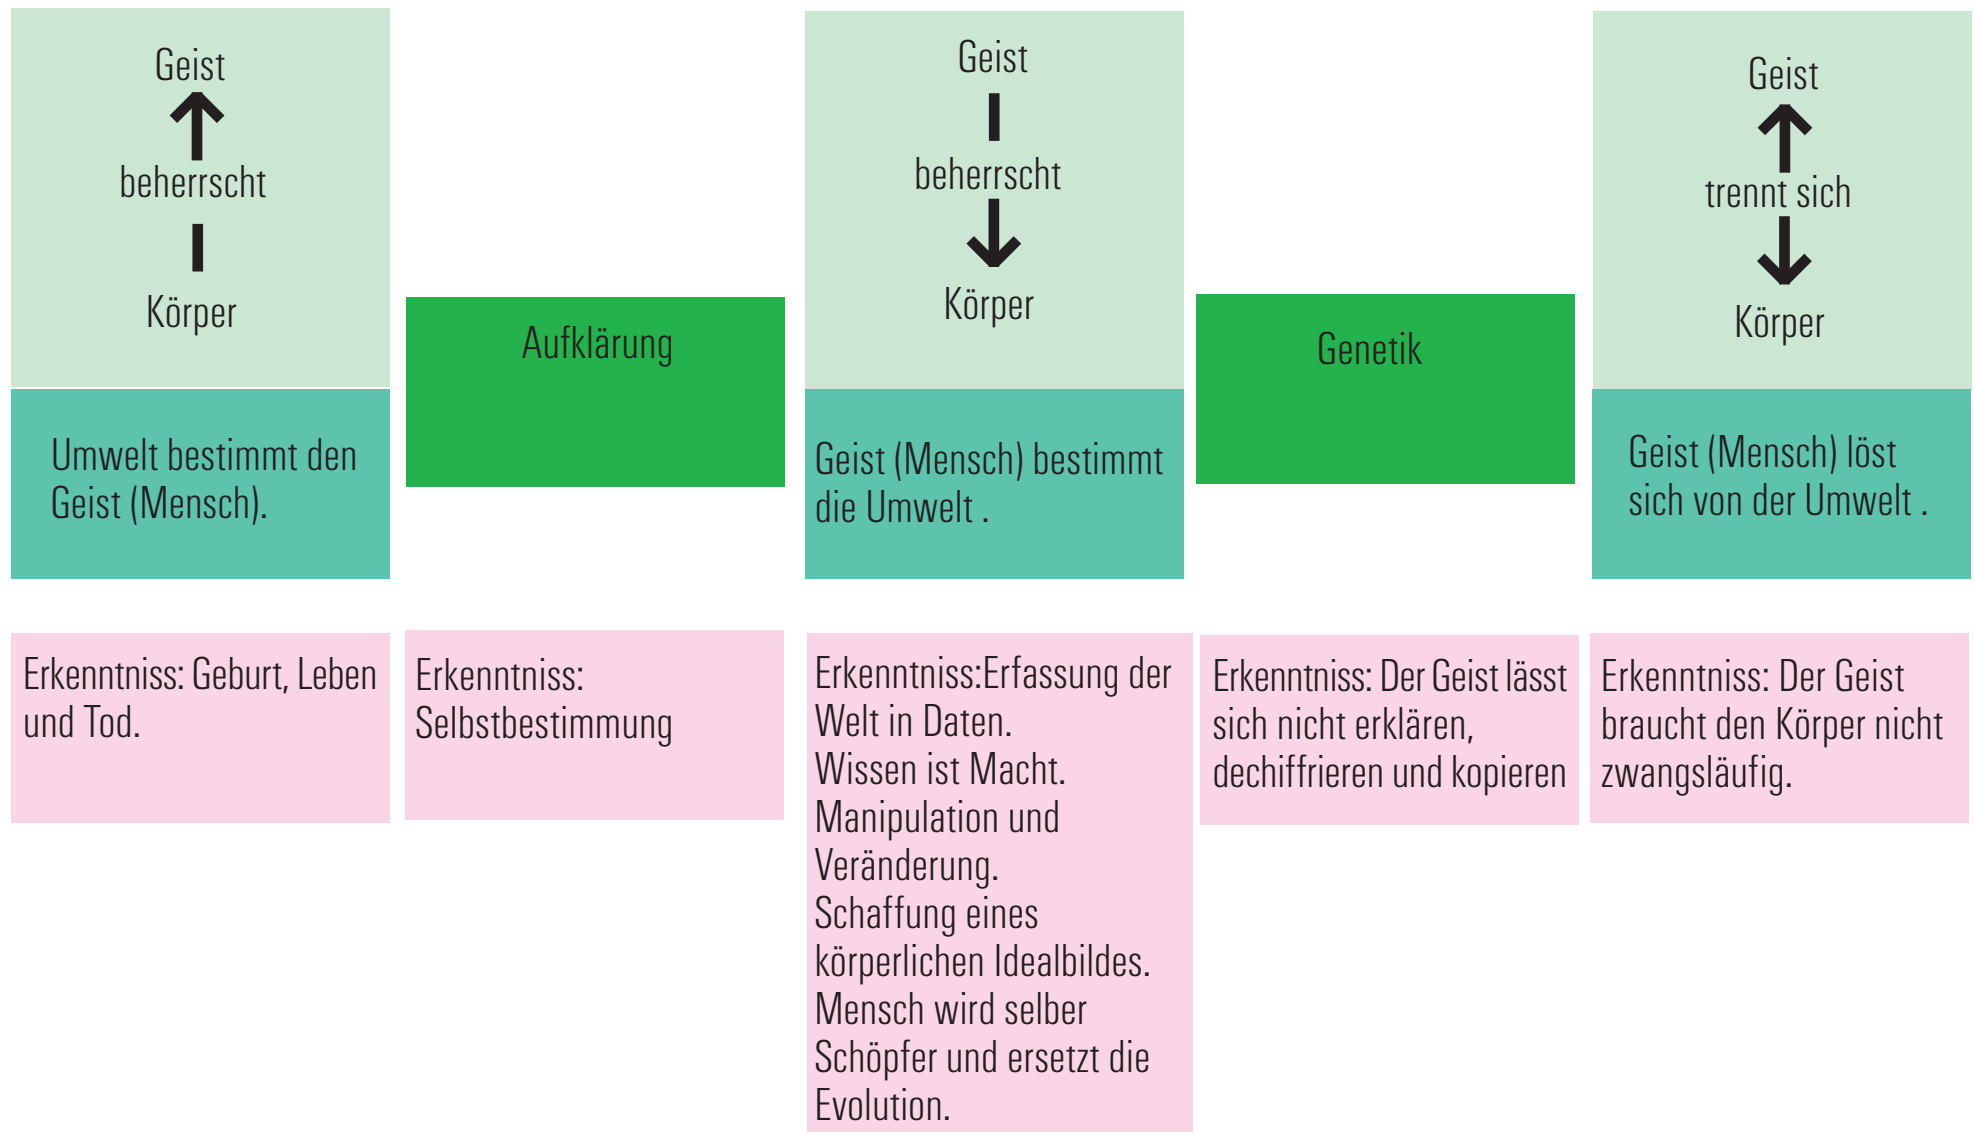 Geist
beherrscht
Körper
Umwelt bestimmt den
Geist (Mensch).
Erkenntniss: Geburt, Leben
und Tod.
Aufklärung
Erkenntniss:
Selbstbestimmung
Geist
beherrscht
Körper
Geist (Mensch) bestimmt
die Umwelt .
Erkenntniss:Erfassung der
Welt in Daten.
Wissen ist Macht.
Manipulation und
Veränderung.
Schaffung eines
körperlichen Idealbildes.
Mensch wird selber
Schöpfer und ersetzt die
Evolution.
Genetik
Erkenntniss: Der Geist lässt
sich nicht erklären,
dechiffrieren und kopieren
Geist
trennt sich
Körper
Geist (Mensch) löst
sich von der Umwelt .
Erkenntniss: Der Geist
braucht den Körper nicht
zwangsläufig.